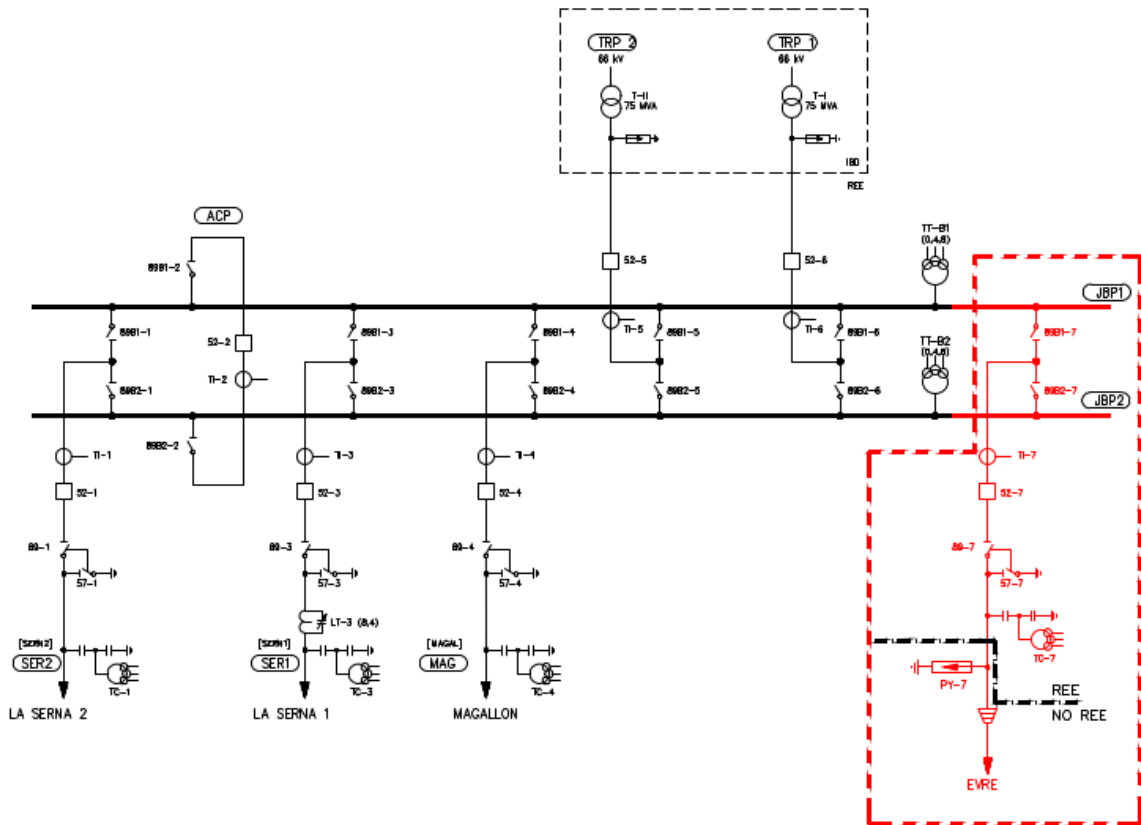 TRP 2
66 kV
TRP 1
66 kV
T-II
75 MVA
T-I
75 MVA
IBD
REE
ACP
TT-B1
(0,4,6)
89B1-2
52-5
52-6
JBP1
89B1-1
89B1-3
89B1-4
TI-5
89B1-5
TI-6
89B1-6
89B1-7
52-2
TT-B2
(0,4,6)
TI-2
89B2-1
89B2-3
89B2-4
89B2-5
89B2-6
89B2-7
JBP2
89B2-2
TI-1
TI-3
TI-4
TI-7
52-1
52-3
52-4
52-7
89-1
89-3
89-4
89-7
57-1
57-3
57-4
57-7
LT-3 (8,4)
[MAGAL]
SER2
SER1
MAG
TC-1
TC-3
TC-4
TC-7
PY-7
REE
NO REE
LA SERNA 2
LA SERNA 1
MAGALLON
EVRE